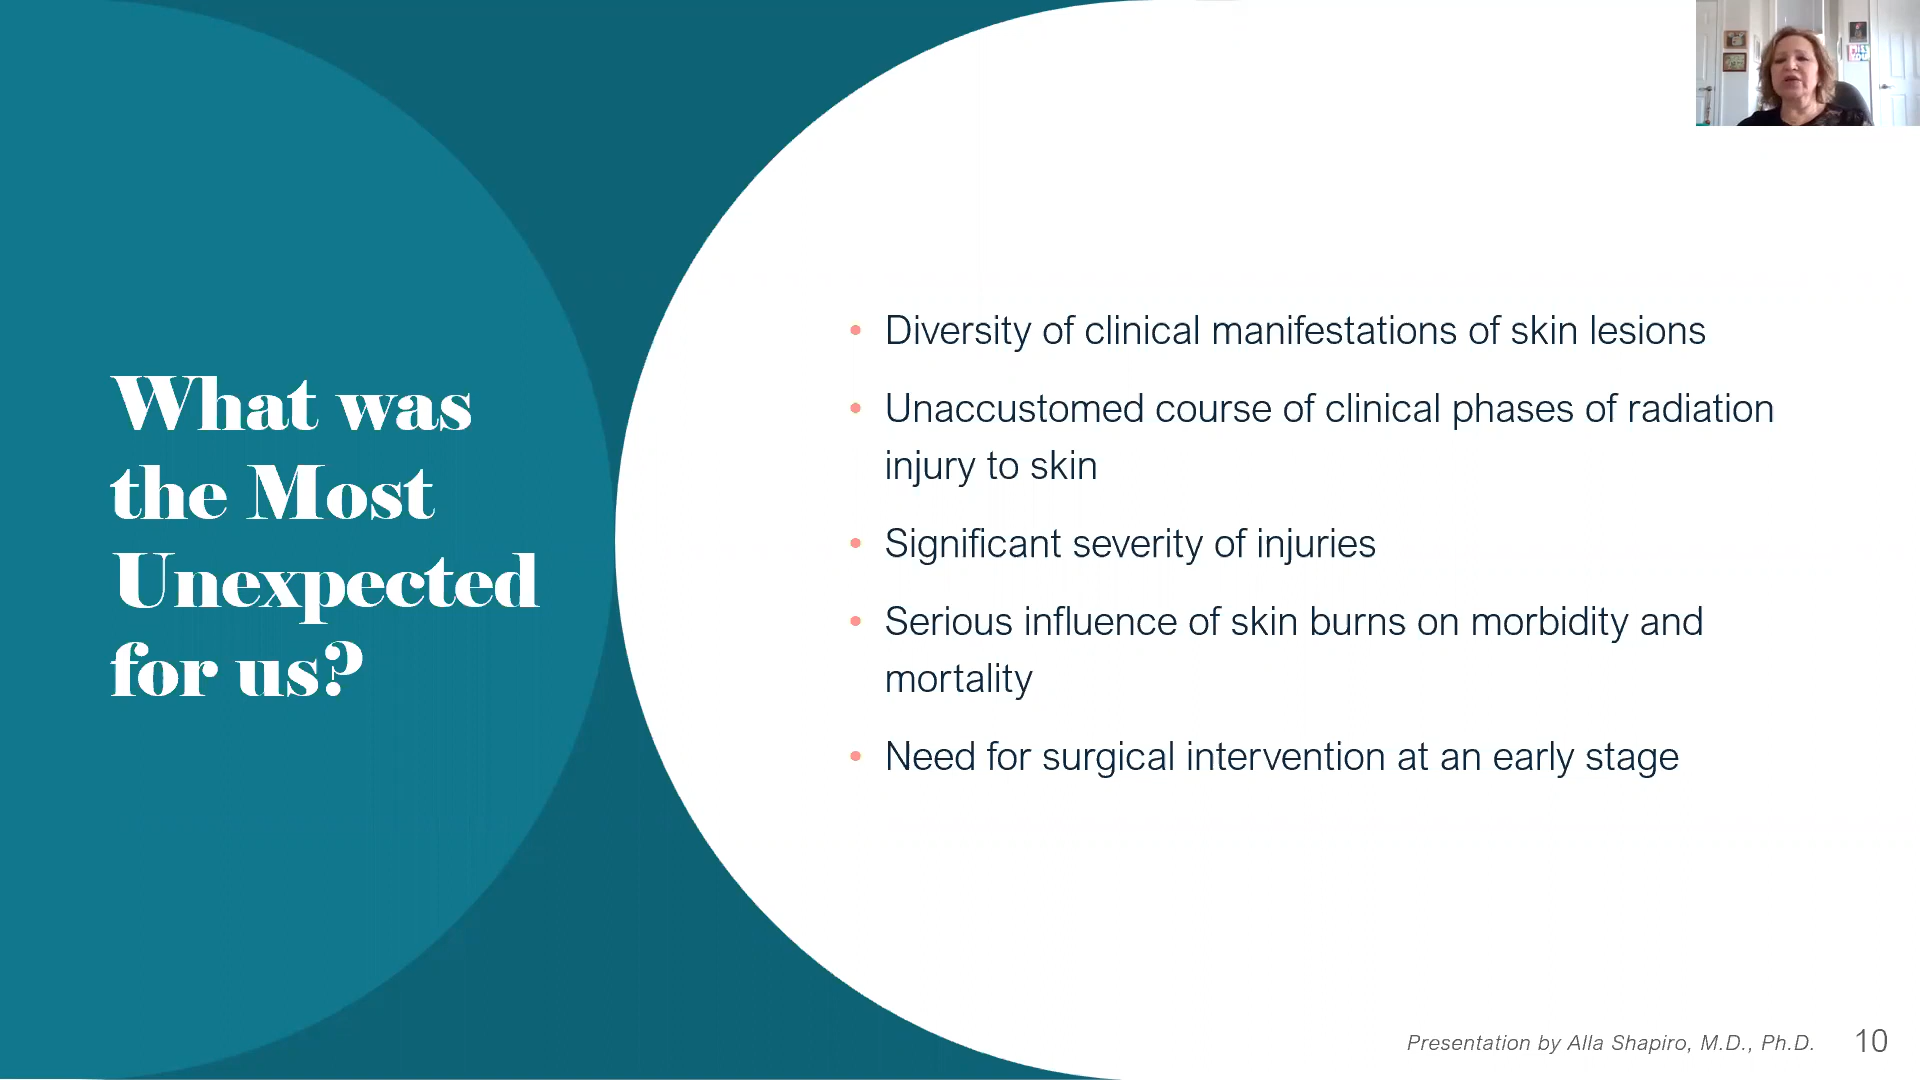 What was
the Most
Unexpected
for us?
• Diversity of clinical manifestations of skin lesions
• Unaccustomed course of clinical phases of radiation
injury to skin
• Significant severity of injuries
• Serious influence of skin burns on morbidity and
mortality
• Need for surgical intervention at an early stage
Presentation by Alla Shapiro, M.D., Ph.D. 10